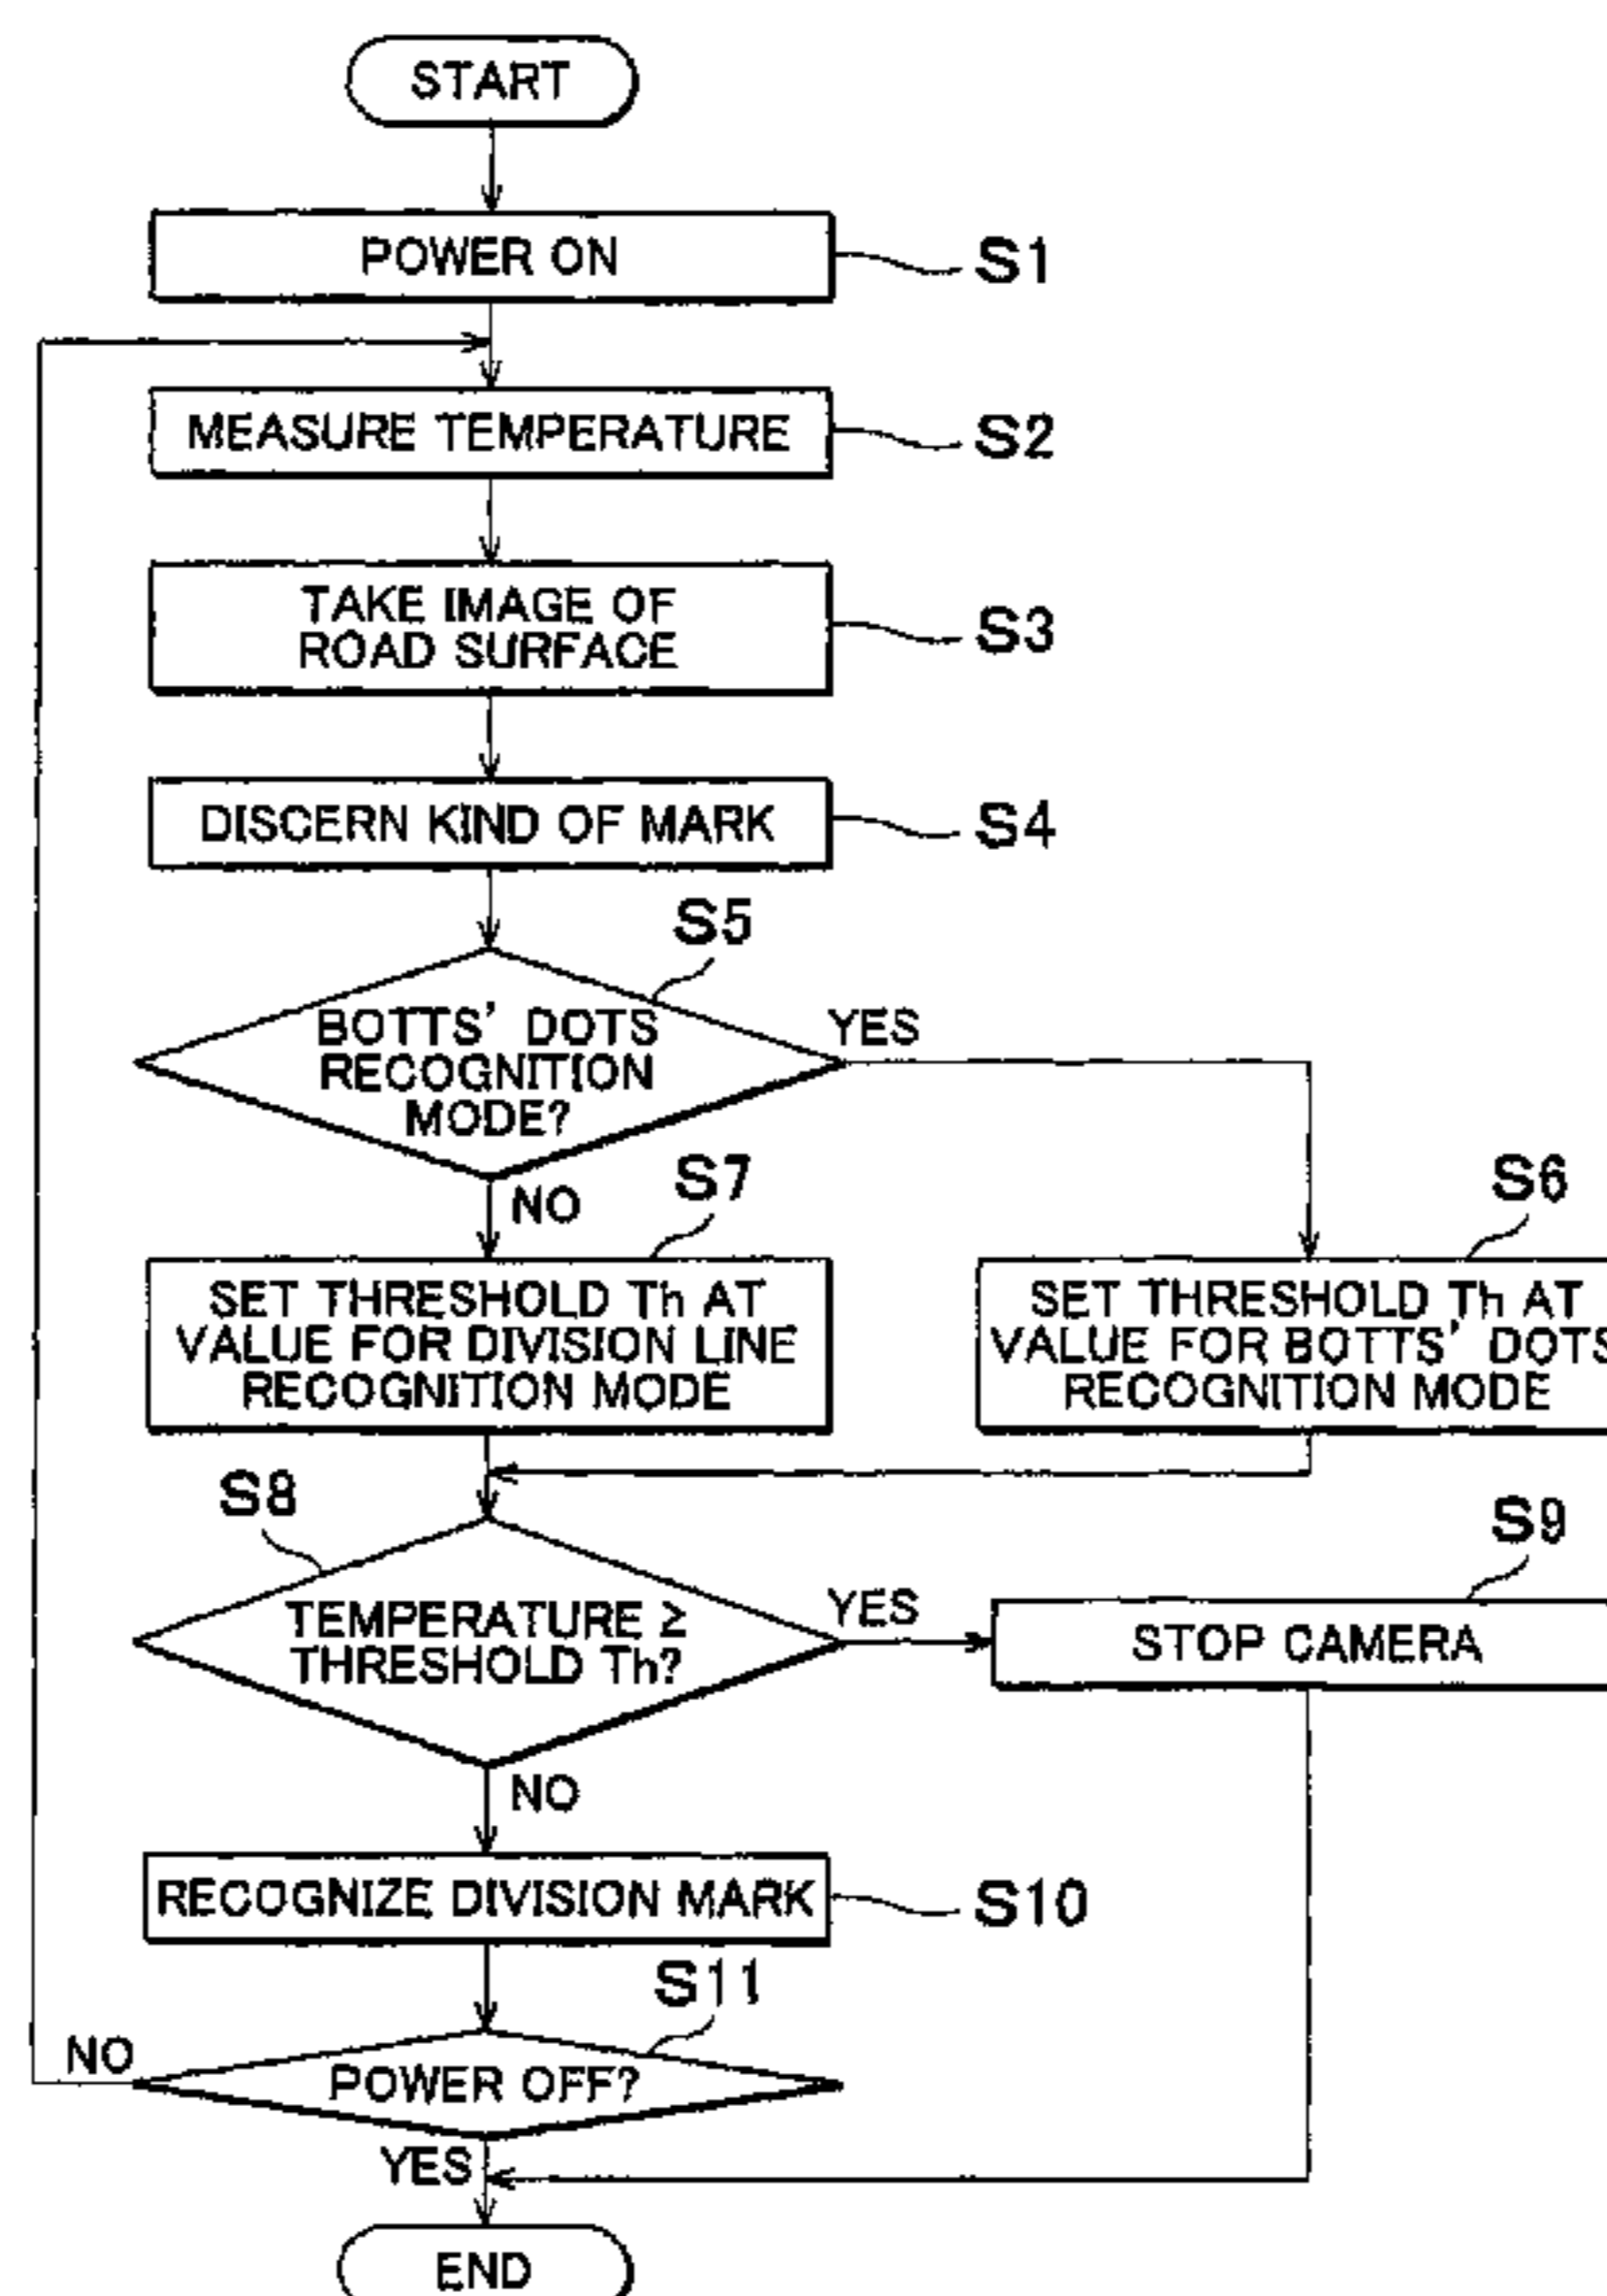 START
POWER ON
S1
MEASURE TEMPERATURE
S2
TAKE IMAGE OF
ROAD SURFACE
S3
DISCERN KIND OF MARK
S4
S5
BOTTS' DOTS
RECOGNITION
MODE?
YES
NO
S7
S6
SET THRESHOLD Th AT
VALUE FOR DIVISION LINE
RECOGNITION MODE
SET THRESHOLD Th AT
VALUE FOR BOTTS' DOTS
RECOGNITION MODE
S8
S9
TEMPERATURE ≥
THRESHOLD Th?
YES
STOP CAMERA
NO
RECOGNIZE DIVISION MARK
S10
S11
NO
POWER OFF?
YES
END